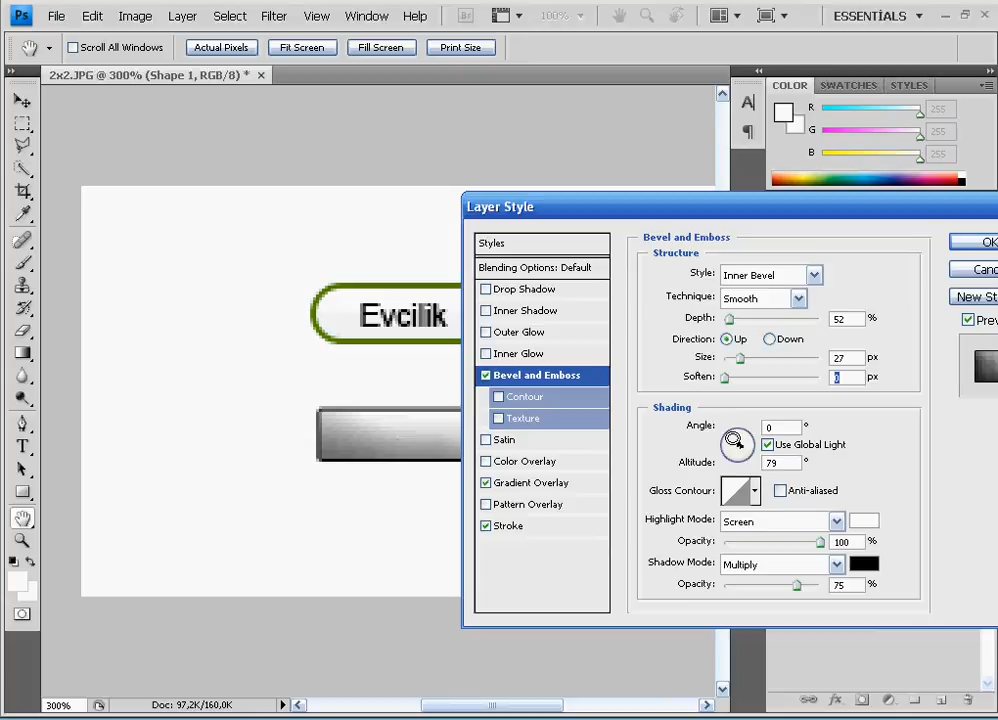 Ps File Edit Image Layer Select Filter View Window Help Br 100% ESSENTİALS
Scroll All Windows Actual Pixels Fit Screen Fill Screen Print Size
2x2.JPG @ 300% (Shape 1, RGB/8) * ×
COLOR SWATCHES STYLES
R 255
G 255
B 255
A
T
Evcilik
Layer Style
Styles
Blending Options: Default
Drop Shadow
Inner Shadow
Outer Glow
Inner Glow
Bevel and Emboss
Contour
Texture
Satin
Color Overlay
Gradient Overlay
Pattern Overlay
Stroke
Bevel and Emboss
Structure
Style: Inner Bevel
Technique: Smooth
Depth: 52 %
Direction: Up Down
Size: 27 px
Soften: 0 px
Shading
Angle: 0 °
Use Global Light
Altitude: 79 °
Gloss Contour: Anti-aliased
Highlight Mode: Screen
Opacity: 100 %
Shadow Mode: Multiply
Opacity: 75 %
OK
Canc
New St
Prev
300% Doc: 97,2K/160,0K
fx